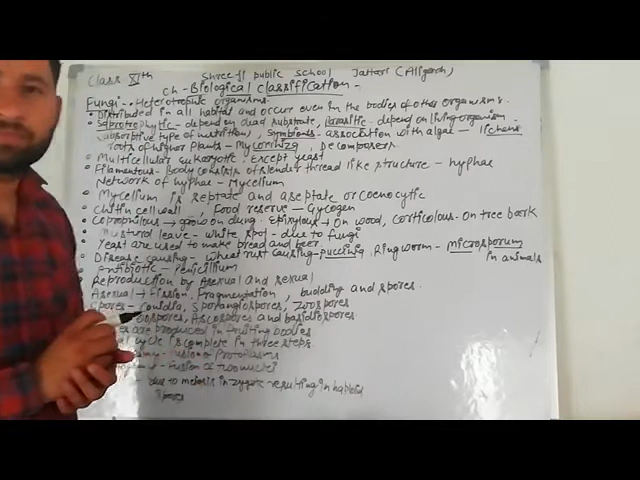 Class XIth Shree-ji public school Jattari (Aligarh)
Ch-Biological classification-
Fungi- • Heterotrophic organisms.
• Distributed in all habitat and occur even in the bodies of other organisms.
• Saprotrophytic- depend on dead substrate, Parasitic- depend on living organism
absorptive type of nutrition, Symbionts- association with algae- lichens
roots of higher plants- Mycorrhiza, Decomposers
• Multicellular eukaryotic except yeast
• Filamentous- Body consists of slender thread like structure- hyphae
Network of hyphae- Mycelium
• Mycelium is septate and aseptate or coenocytic
• Chitin cell wall Food reserve- Glycogen
• Coprophilous → grow on dung. Epixylous → on wood, corticolous- on tree bark
• Mustard leave- white spot- due to fungi
Yeast are used to make bread and beer.
• Disease causing- wheat rust causing- puccinia, Ringworm- Microsporum
in animals
Antibiotic- Penicillium
• Reproduction by Asexual and sexual
Asexual → Fission, Fragmentation, budding and spores.
Spores- conidia, sporangiospores, zoospores
oospores, Ascospores and basidiospores
are produced in fruiting bodies
cycle is complete in three steps
fusion of Protoplasms
fusion of two nuclei
due to meiosis in zygote resulting in haploid
spores